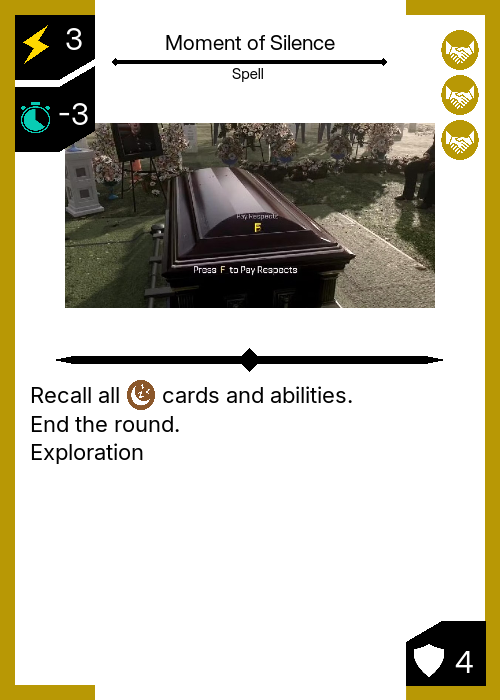 3
Moment of Silence
Spell
-3
Pay Respects
F
Press F to Pay Respects
Recall all cards and abilities.
End the round.
Exploration
4